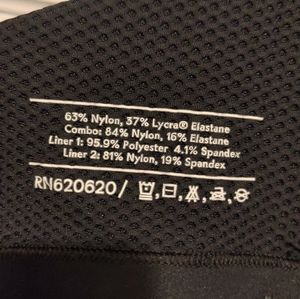 63% Nylon, 37% Lycra® Elastane
Combo: 84% Nylon, 16% Elastane
Liner 1: 95.9% Polyester 4.1% Spandex
Liner 2: 81% Nylon, 19% Spandex
RN620620/